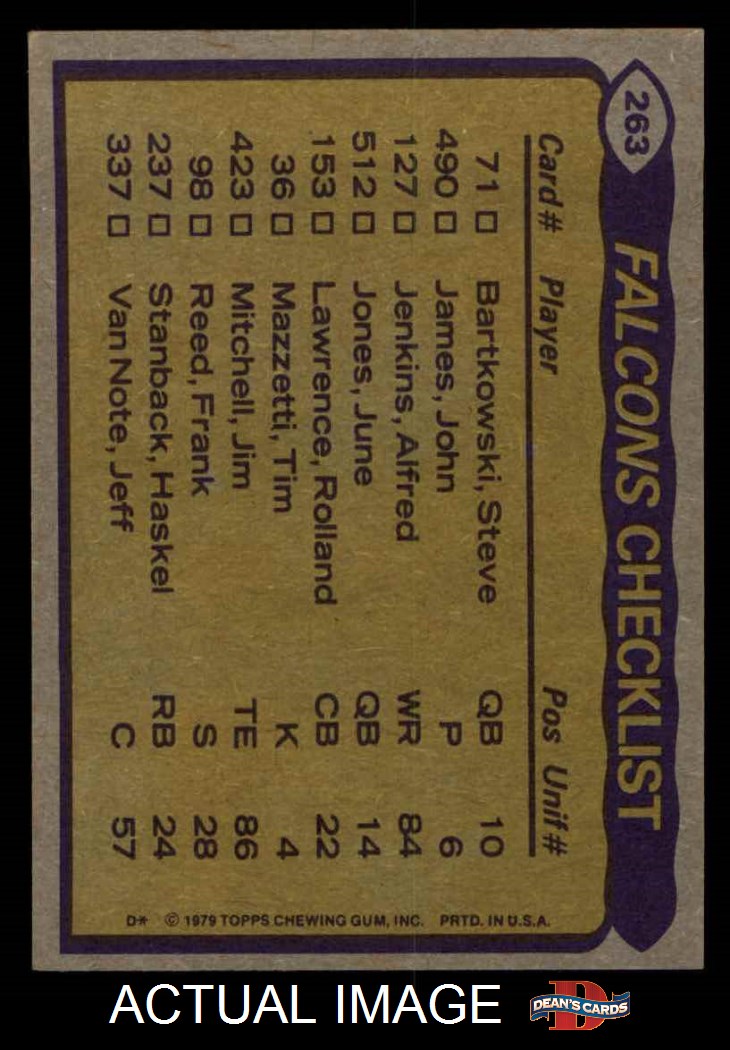 263
FALCONS CHECKLIST
Card# Player Pos Unif#
71 □ Bartkowski, Steve QB 10
490 □ James, John P 6
127 □ Jenkins, Alfred WR 84
512 □ Jones, June QB 14
153 □ Lawrence, Rolland CB 22
36 □ Mazzetti, Tim K 4
423 □ Mitchell, Jim TE 86
98 □ Reed, Frank S 28
237 □ Stanback, Haskel RB 24
337 □ Van Note, Jeff C 57
D* © 1979 TOPPS CHEWING GUM, INC. PRTD. IN U.S.A.
ACTUAL IMAGE
D
DEAN'S CARDS